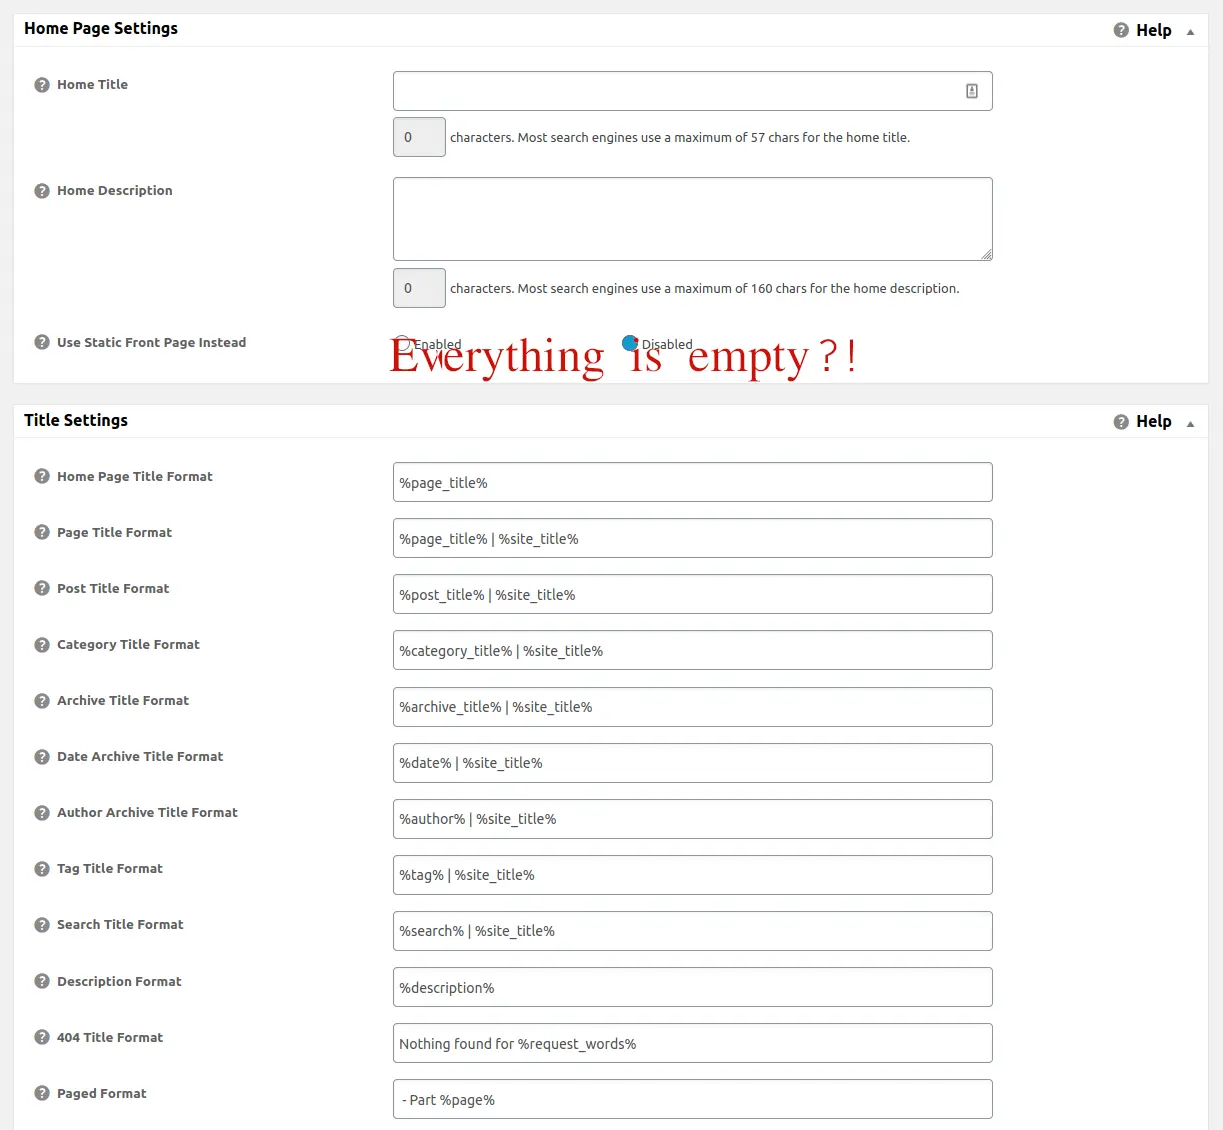 Home Page Settings
Help
Home Title
0 characters. Most search engines use a maximum of 57 chars for the home title.
Home Description
0 characters. Most search engines use a maximum of 160 chars for the home description.
Use Static Front Page Instead
Enabled Disabled
Everything is empty?!
Title Settings
Help
Home Page Title Format
%page_title%
Page Title Format
%page_title% | %site_title%
Post Title Format
%post_title% | %site_title%
Category Title Format
%category_title% | %site_title%
Archive Title Format
%archive_title% | %site_title%
Date Archive Title Format
%date% | %site_title%
Author Archive Title Format
%author% | %site_title%
Tag Title Format
%tag% | %site_title%
Search Title Format
%search% | %site_title%
Description Format
%description%
404 Title Format
Nothing found for %request_words%
Paged Format
- Part %page%